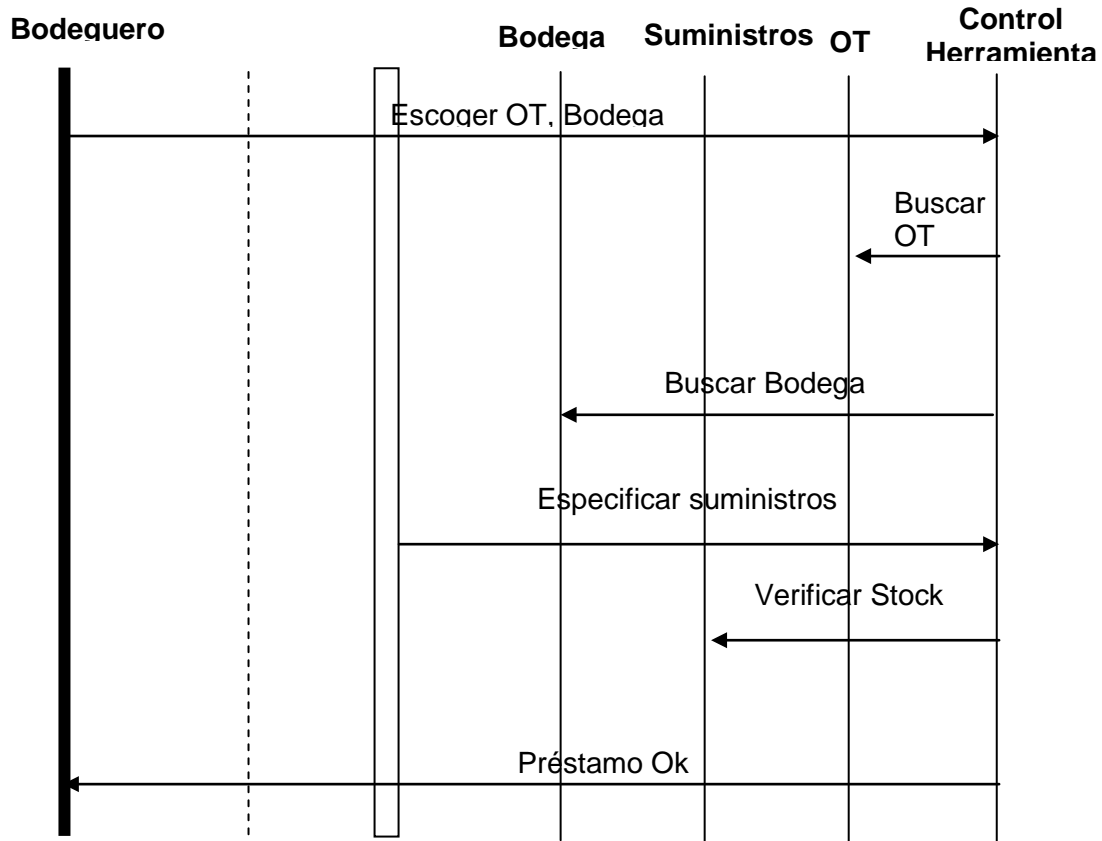 Bodeguero
Bodega
Suministros
OT
Control
Herramienta
Escoger OT, Bodega
Buscar
OT
Buscar Bodega
Especificar suministros
Verificar Stock
Préstamo Ok